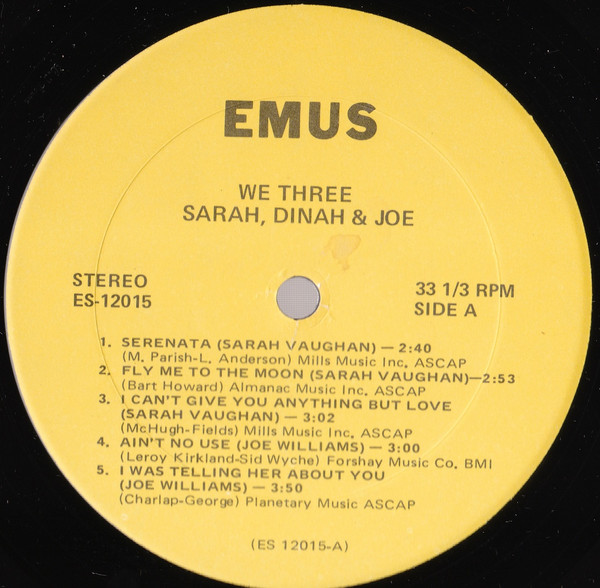 EMUS
WE THREE
SARAH, DINAH & JOE
STEREO
ES-12015
33 1/3 RPM
SIDE A
1. SERENATA (SARAH VAUGHAN) — 2:40
(M. Parish-L. Anderson) Mills Music Inc. ASCAP
2. FLY ME TO THE MOON (SARAH VAUGHAN)—2:53
(Bart Howard) Almanac Music Inc. ASCAP
3. I CAN'T GIVE YOU ANYTHING BUT LOVE
(SARAH VAUGHAN) — 3:02
(McHugh-Fields) Mills Music Inc. ASCAP
4. AIN'T NO USE (JOE WILLIAMS) — 3:00
(Leroy Kirkland-Sid Wyche) Forshay Music Co. BMI
5. I WAS TELLING HER ABOUT YOU
(JOE WILLIAMS) — 3:50
(Charlap-George) Planetary Music ASCAP
(ES 12015-A)